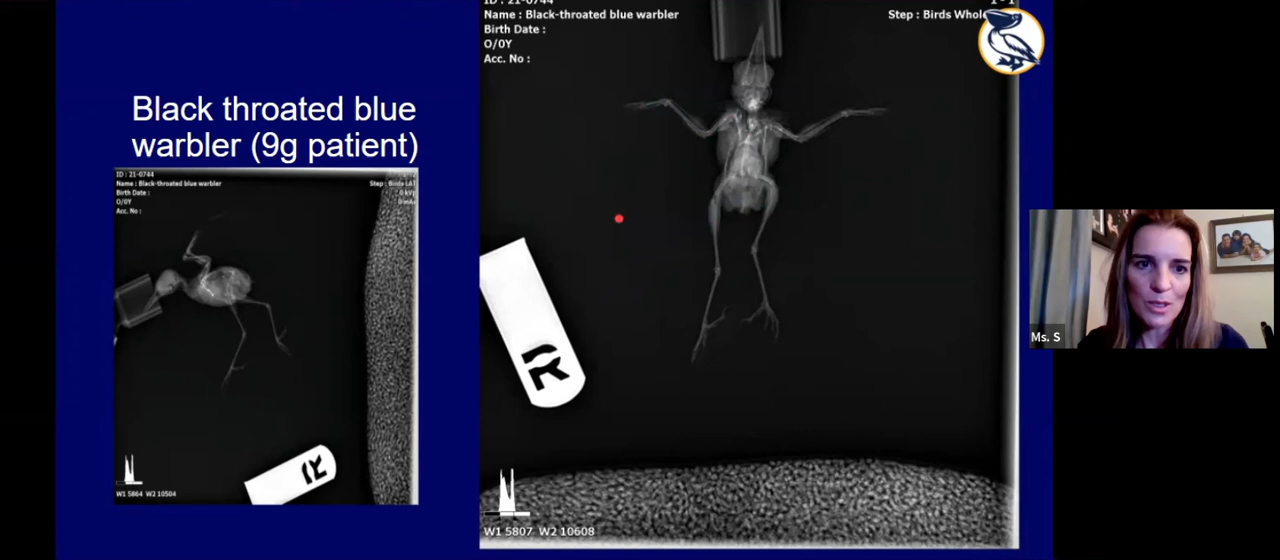 Black throated blue
warbler (9g patient)
ID : 21-0744
Name : Black-throated blue warbler
Birth Date :
O/0Y
Acc. No :
Step : Birds LAT
R
W1 5864 W2 10504
ID : 21-0744
Name : Black-throated blue warbler
Birth Date :
O/0Y
Acc. No :
Step : Birds Whole
R
W1 5807 W2 10608
Ms. S